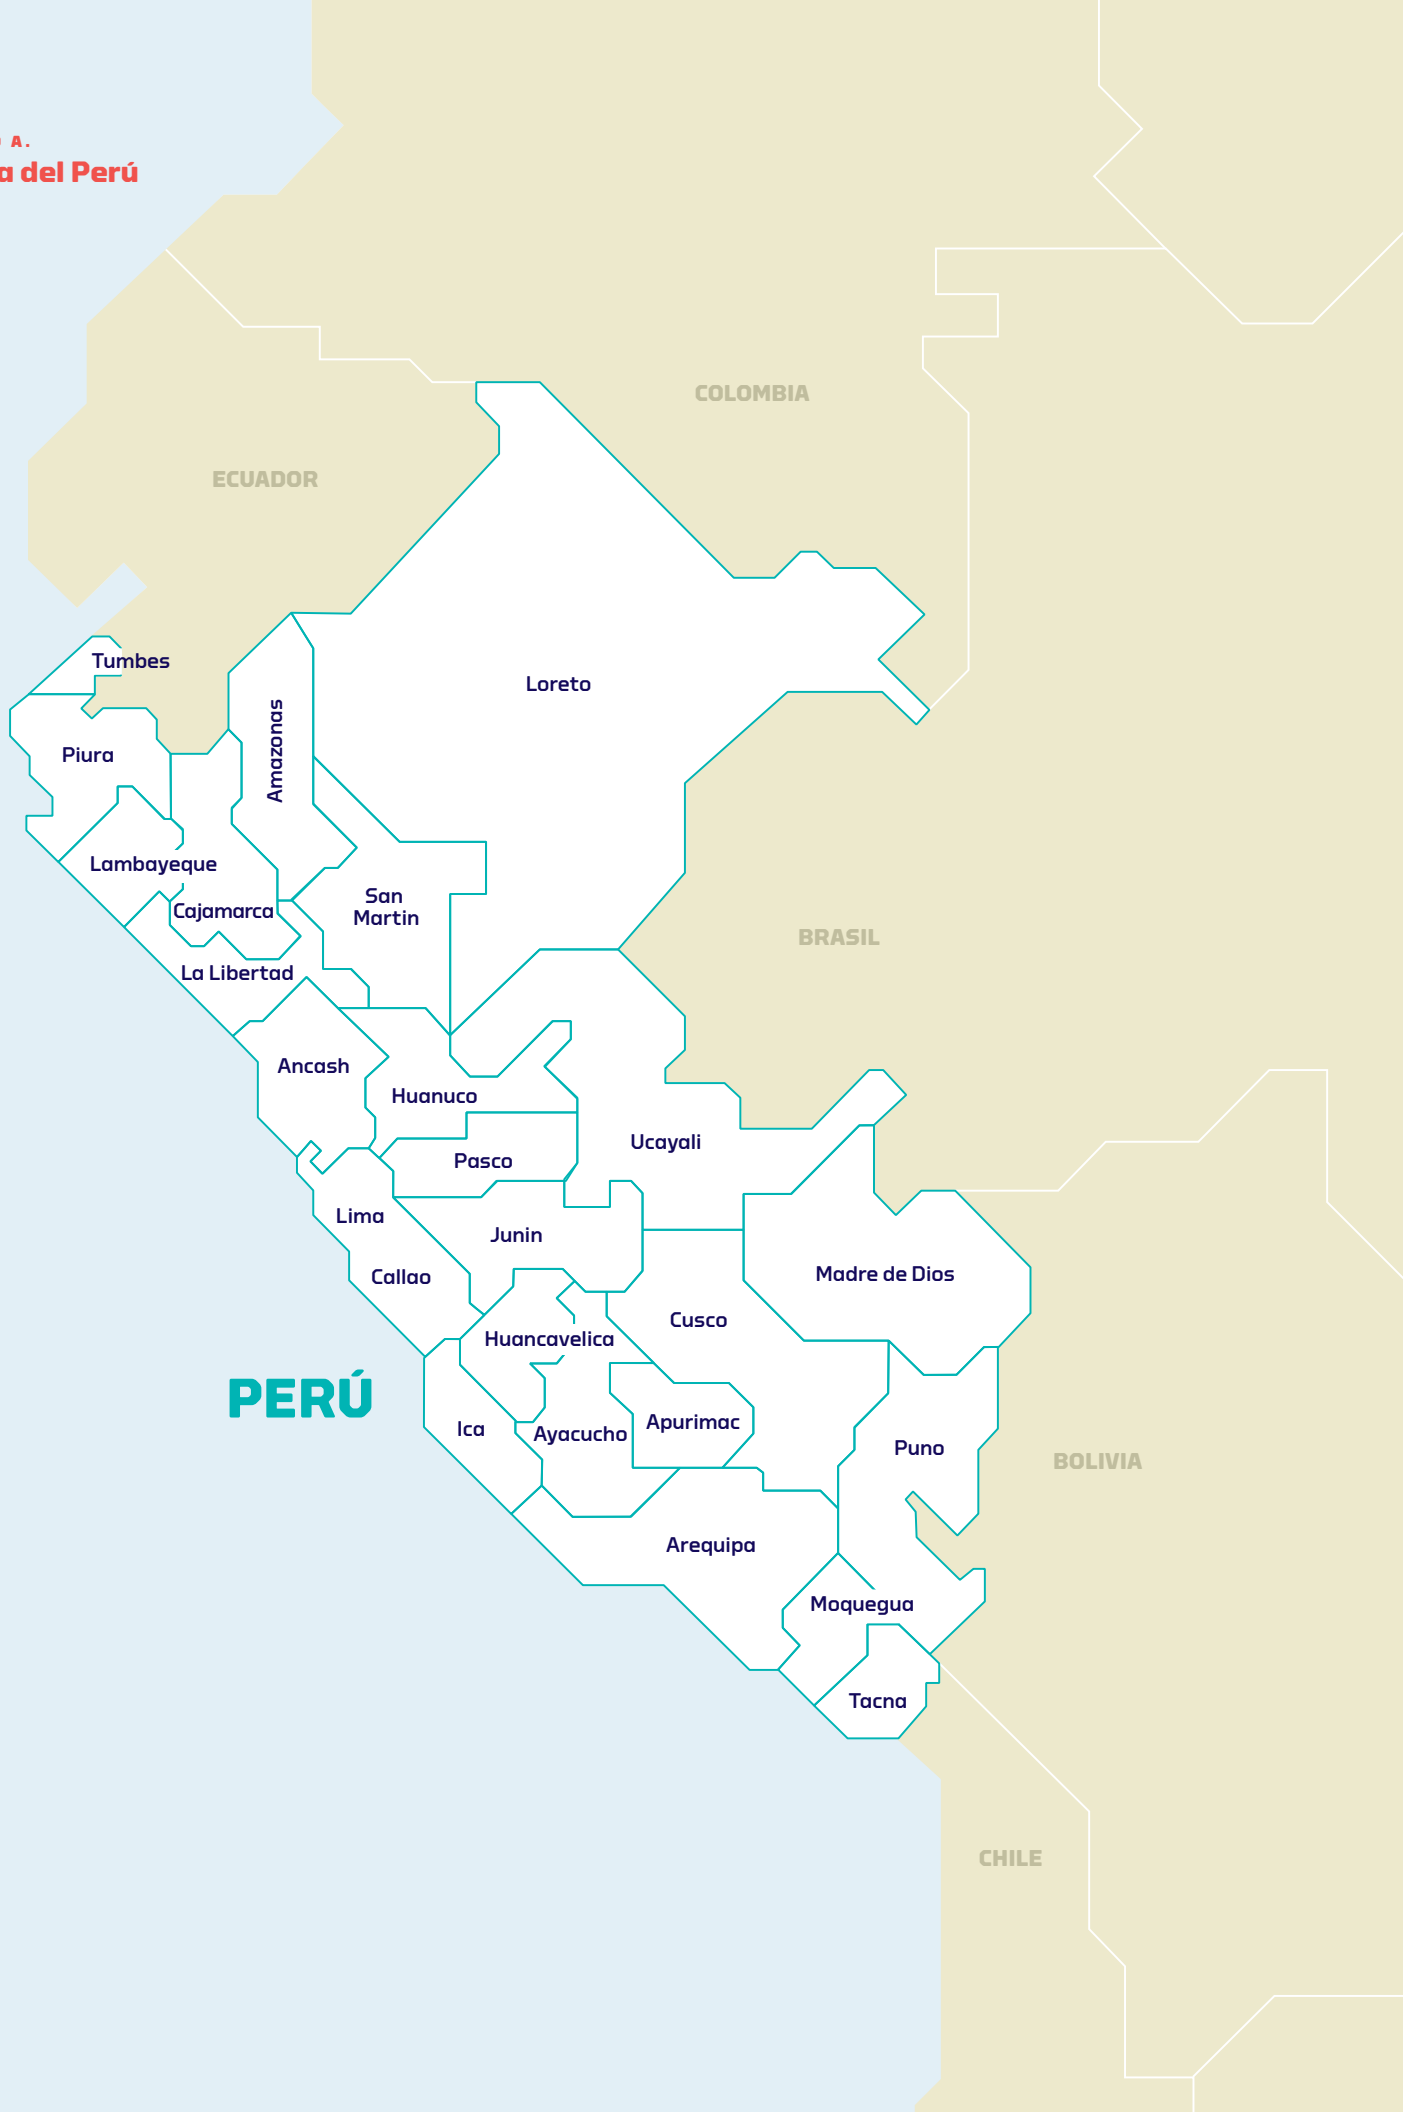 A.
a del Perú
COLOMBIA
ECUADOR
Tumbes
Loreto
Amazonas
Piura
Lambayeque
San
Martin
Cajamarca
BRASIL
La Libertad
Ancash
Huanuco
Ucayali
Pasco
Lima
Junin
Callao
Madre de Dios
Cusco
Huancavelica
PERÚ
Ica
Ayacucho
Apurimac
Puno
BOLIVIA
Arequipa
Moquegua
Tacna
CHILE